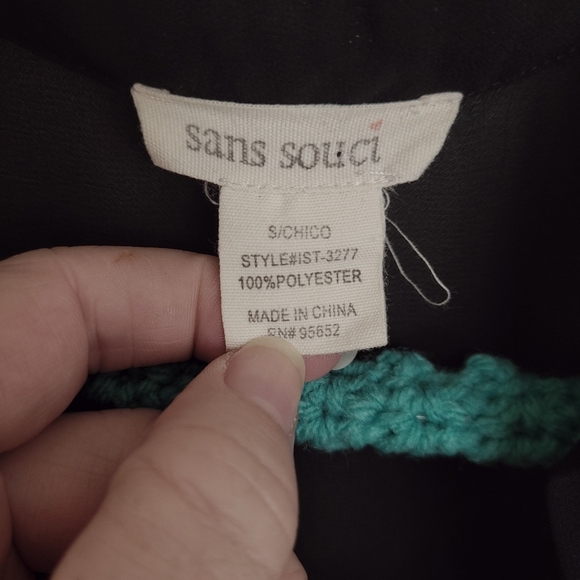 sans souci
S/CHICO
STYLE#IST-3277
100%POLYESTER
MADE IN CHINA
RN# 95652